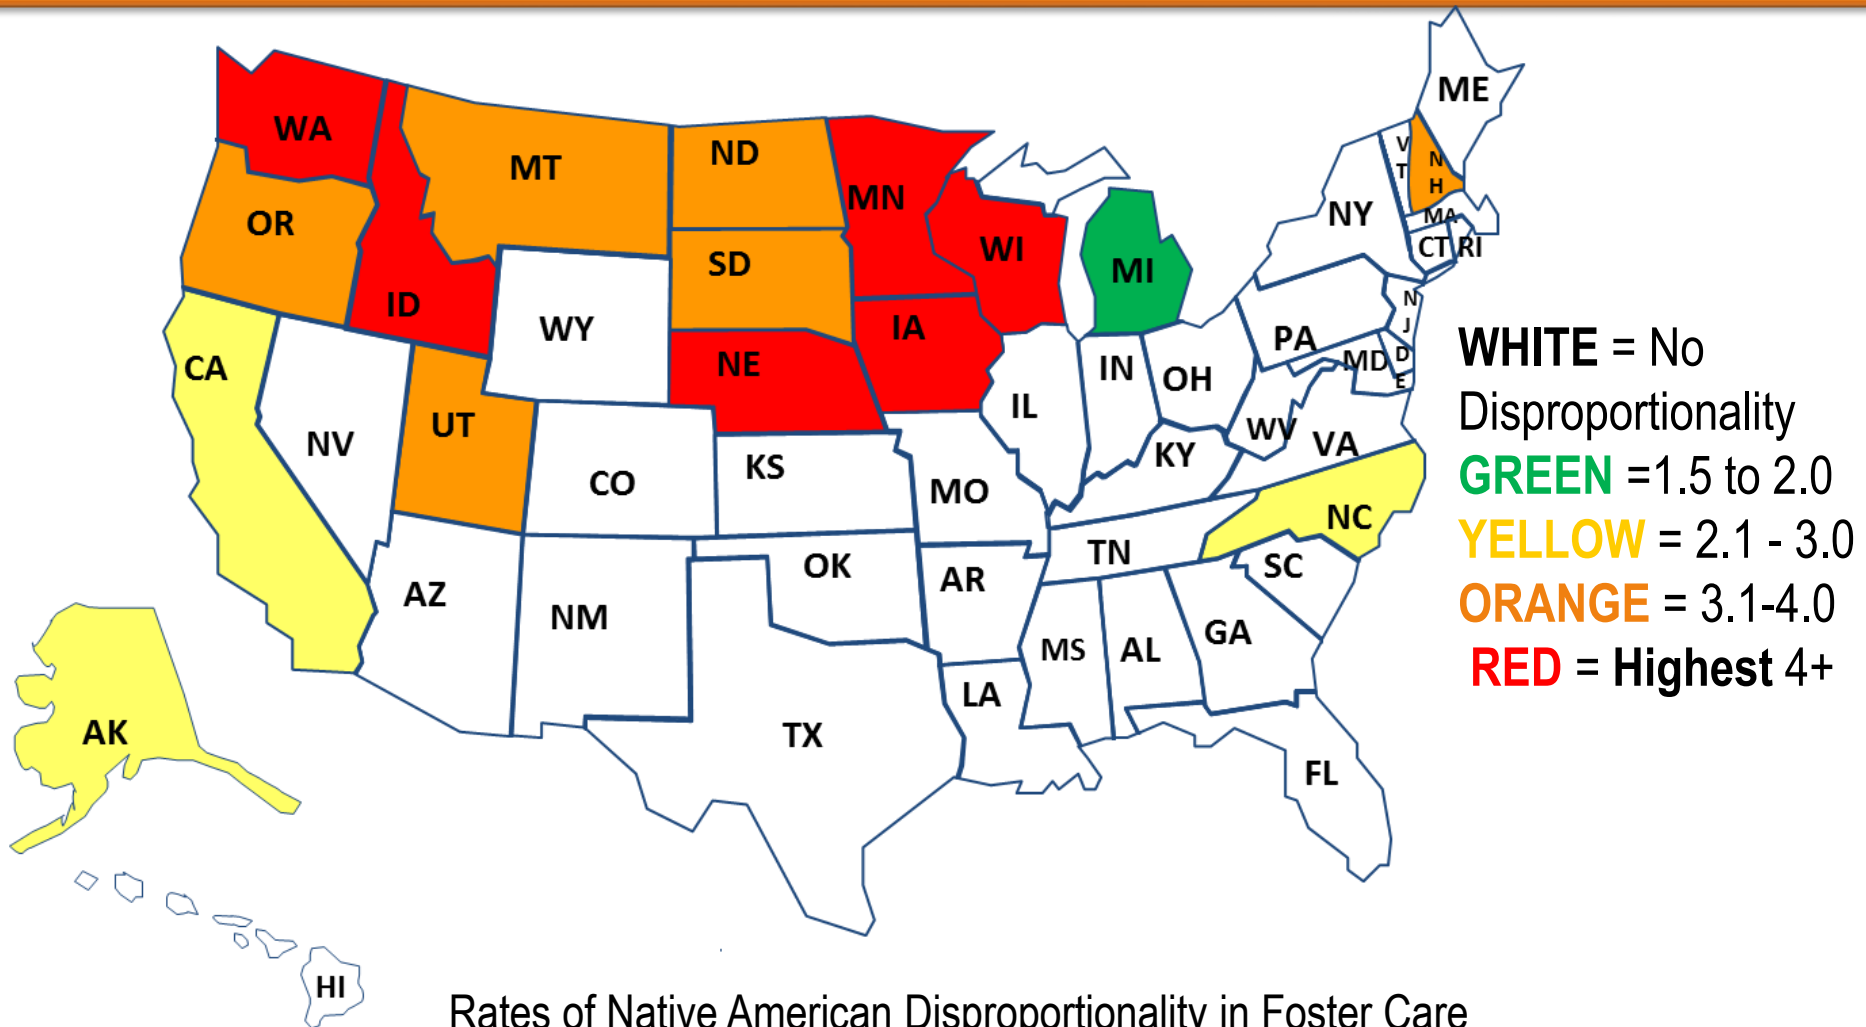 ME
WA
MT
ND
MN
V
T
N
H
OR
NY
MA
SD
WI
MI
CT
RI
ID
WY
IA
N
J
CA
NE
PA
MD
D
E
IN
OH
IL
UT
NV
WV
VA
KS
KY
CO
MO
NC
OK
TN
AR
SC
AZ
NM
GA
MS
AL
LA
AK
TX
FL
HI
WHITE = No
Disproportionality
GREEN =1.5 to 2.0
YELLOW = 2.1 - 3.0
ORANGE = 3.1-4.0
RED = Highest 4+
Rates of Native American Disproportionality in Foster Care